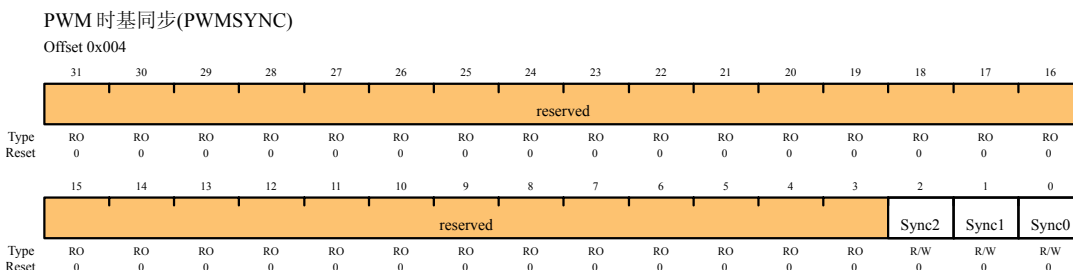 PWM 时基同步(PWMSYNC)
Offset 0x004
31 30 29 28 27 26 25 24 23 22 21 20 19 18 17 16
reserved
Type RO RO RO RO RO RO RO RO RO RO RO RO RO RO RO RO
Reset 0 0 0 0 0 0 0 0 0 0 0 0 0 0 0 0
15 14 13 12 11 10 9 8 7 6 5 4 3 2 1 0
reserved Sync2 Sync1 Sync0
Type RO RO RO RO RO RO RO RO RO RO RO RO RO R/W R/W R/W
Reset 0 0 0 0 0 0 0 0 0 0 0 0 0 0 0 0